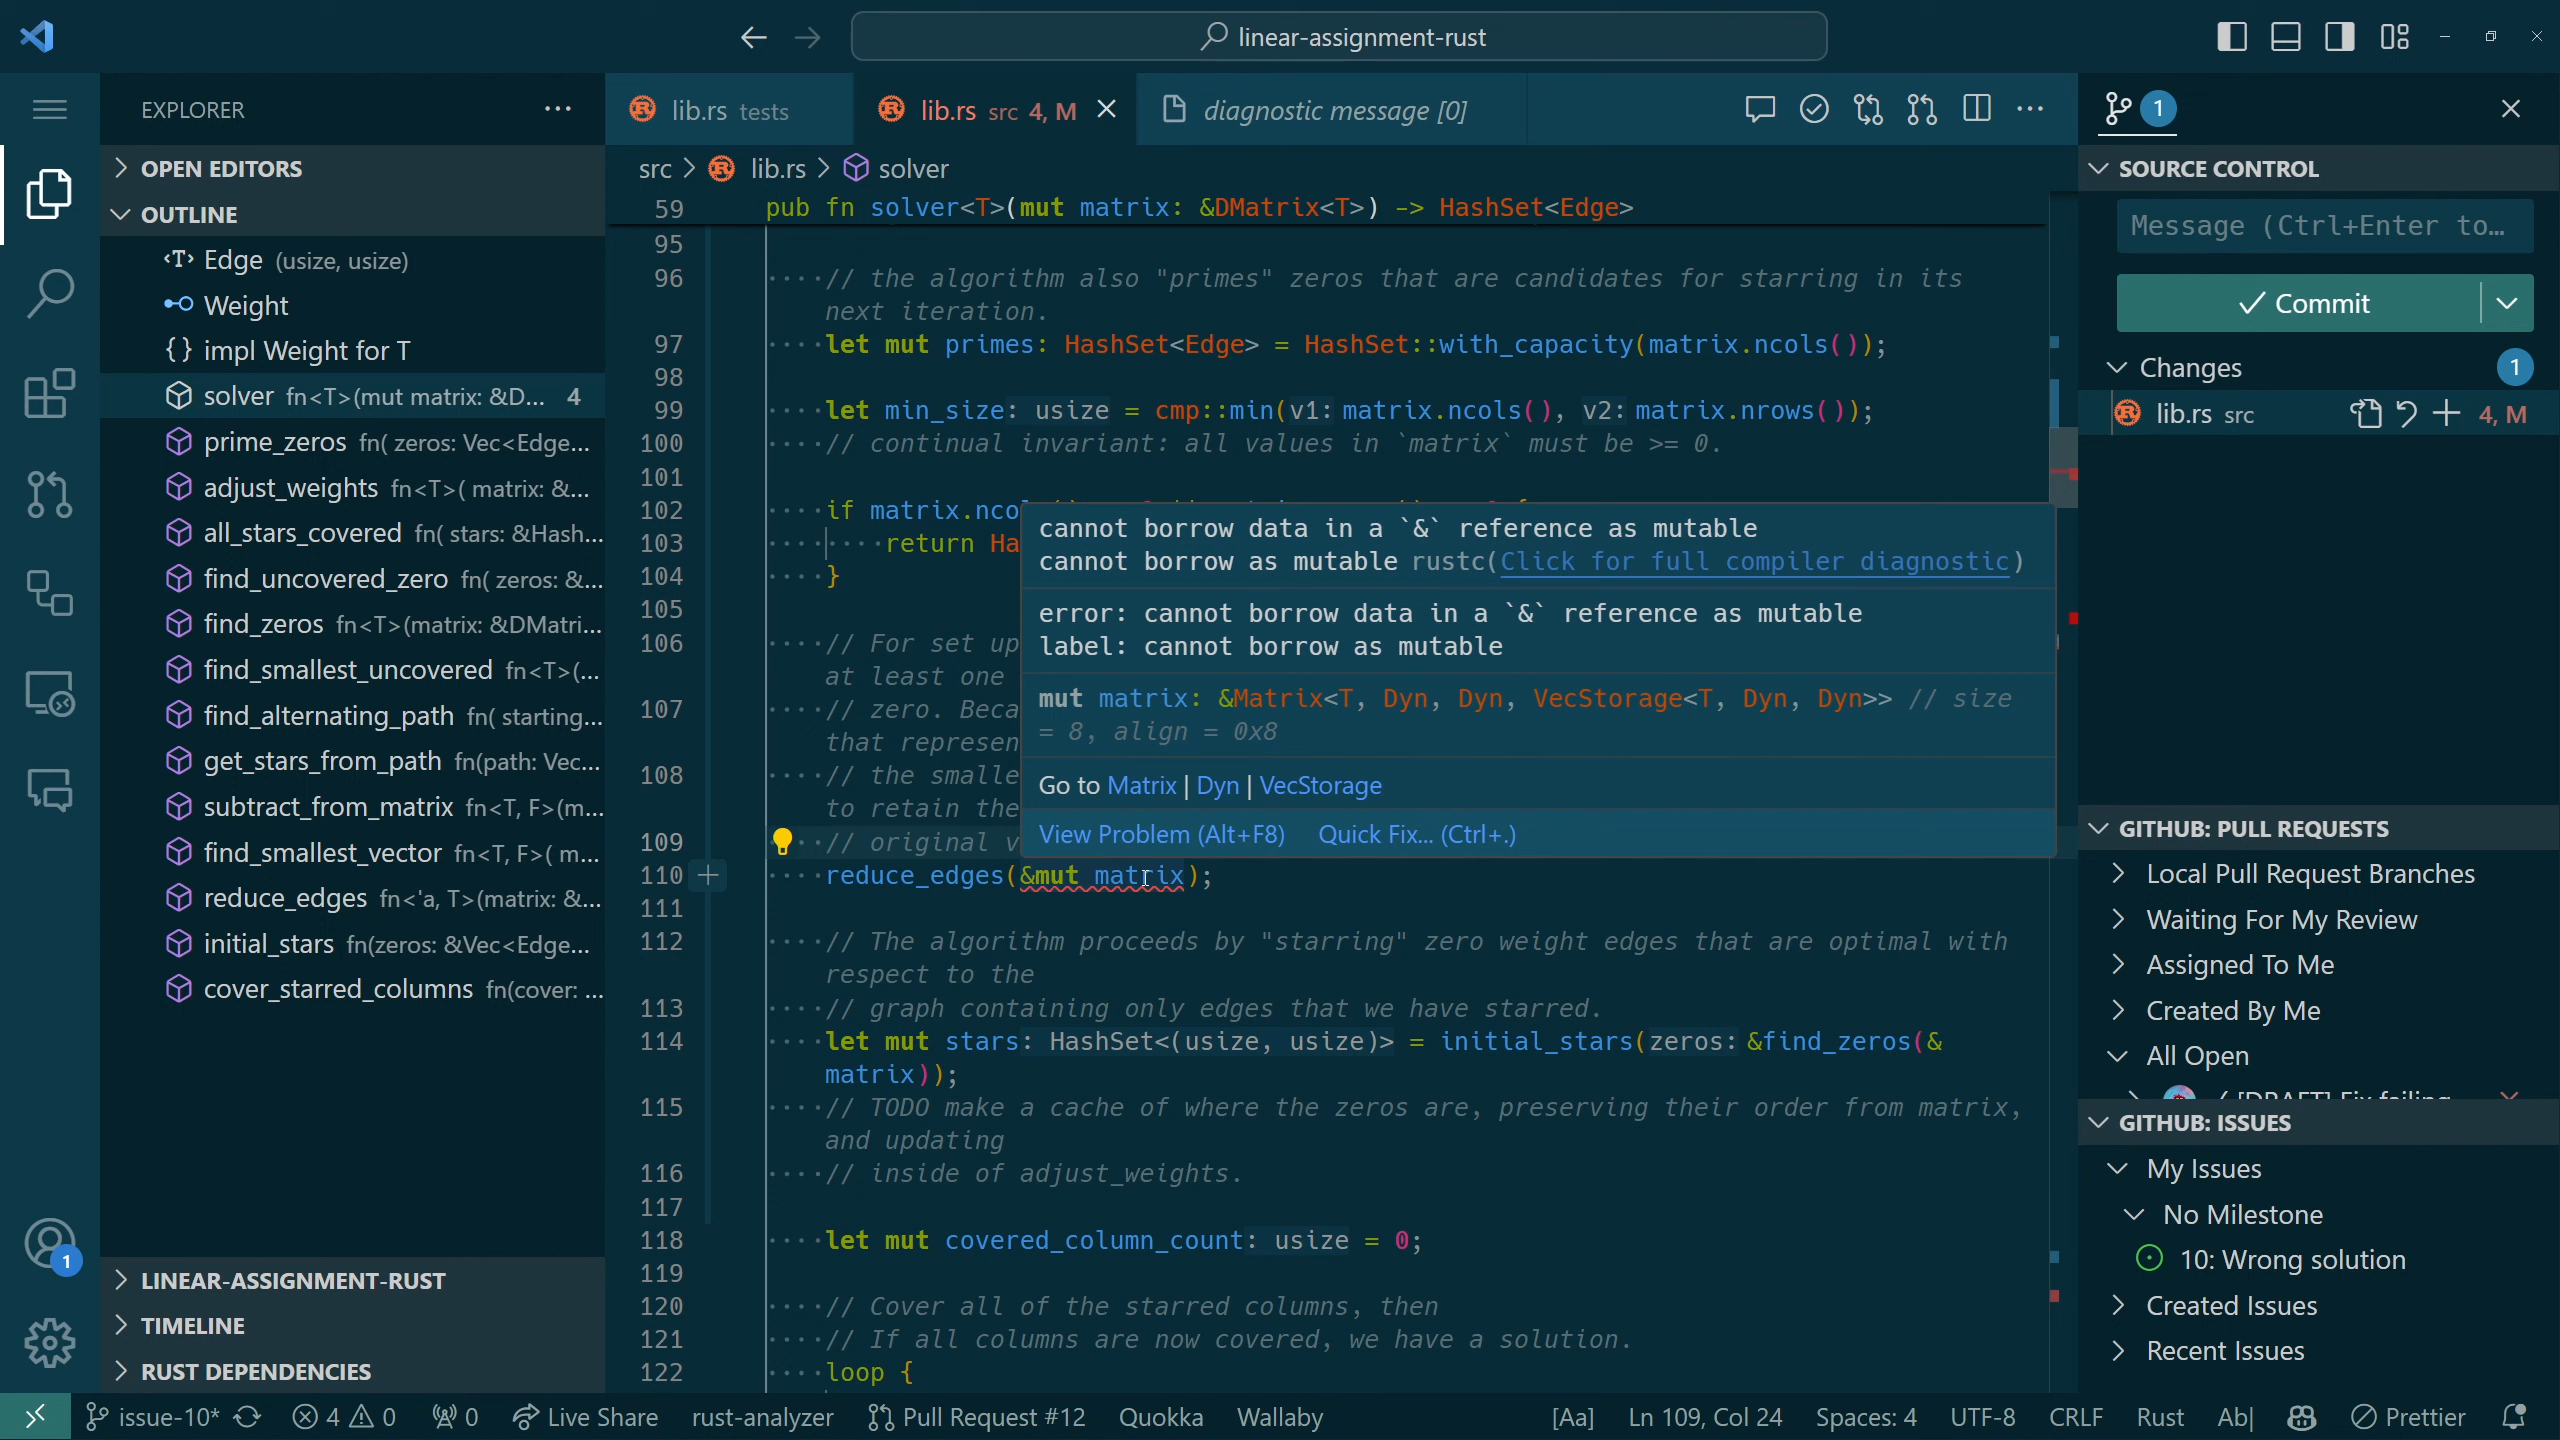 linear-assignment-rust
EXPLORER
OPEN EDITORS
OUTLINE
Edge (usize, usize)
Weight
impl Weight for T
solver fn<T>(mut matrix: &D... 4
prime_zeros fn( zeros: Vec<Edge...
adjust_weights fn<T>( matrix: &...
all_stars_covered fn( stars: &Hash...
find_uncovered_zero fn( zeros: &...
find_zeros fn<T>(matrix: &DMatri...
find_smallest_uncovered fn<T>(...
find_alternating_path fn( starting...
get_stars_from_path fn(path: Vec...
subtract_from_matrix fn<T, F>(m...
find_smallest_vector fn<T, F>( m...
reduce_edges fn<'a, T>(matrix: &...
initial_stars fn(zeros: &Vec<Edge...
cover_starred_columns fn(cover: ...
LINEAR-ASSIGNMENT-RUST
TIMELINE
RUST DEPENDENCIES
lib.rs tests
lib.rs src 4, M
diagnostic message [0]
src > lib.rs > solver
59 pub fn solver<T>(mut matrix: &DMatrix<T>) -> HashSet<Edge>
95
96 // the algorithm also "primes" zeros that are candidates for starring in its
next iteration.
97 let mut primes: HashSet<Edge> = HashSet::with_capacity(matrix.ncols());
98
99 let min_size: usize = cmp::min(v1: matrix.ncols(), v2: matrix.nrows());
100 // continual invariant: all values in `matrix` must be >= 0.
101
102 if matrix.nco
103 return Ha
104 }
105
106 // For set up
at least one
107 // zero. Beca
that represen
108 // the smalle
to retain the
109 // original v
cannot borrow data in a `&` reference as mutable
cannot borrow as mutable rustc(Click for full compiler diagnostic)
error: cannot borrow data in a `&` reference as mutable
label: cannot borrow as mutable
mut matrix: &Matrix<T, Dyn, Dyn, VecStorage<T, Dyn, Dyn>> // size
= 8, align = 0x8
Go to Matrix | Dyn | VecStorage
View Problem (Alt+F8) Quick Fix... (Ctrl+.)
110 reduce_edges(&mut matrix);
111
112 // The algorithm proceeds by "starring" zero weight edges that are optimal with
respect to the
113 // graph containing only edges that we have starred.
114 let mut stars: HashSet<(usize, usize)> = initial_stars(zeros: &find_zeros(&
matrix));
115 // TODO make a cache of where the zeros are, preserving their order from matrix,
and updating
116 // inside of adjust_weights.
117
118 let mut covered_column_count: usize = 0;
119
120 // Cover all of the starred columns, then
121 // If all columns are now covered, we have a solution.
122 loop {
1
SOURCE CONTROL
Message (Ctrl+Enter to...
Commit
Changes 1
lib.rs src 4, M
GITHUB: PULL REQUESTS
Local Pull Request Branches
Waiting For My Review
Assigned To Me
Created By Me
All Open
GITHUB: ISSUES
My Issues
No Milestone
10: Wrong solution
Created Issues
Recent Issues
1
issue-10* 4 0 0 Live Share rust-analyzer Pull Request #12 Quokka Wallaby [Aa] Ln 109, Col 24 Spaces: 4 UTF-8 CRLF Rust Ab| Prettier